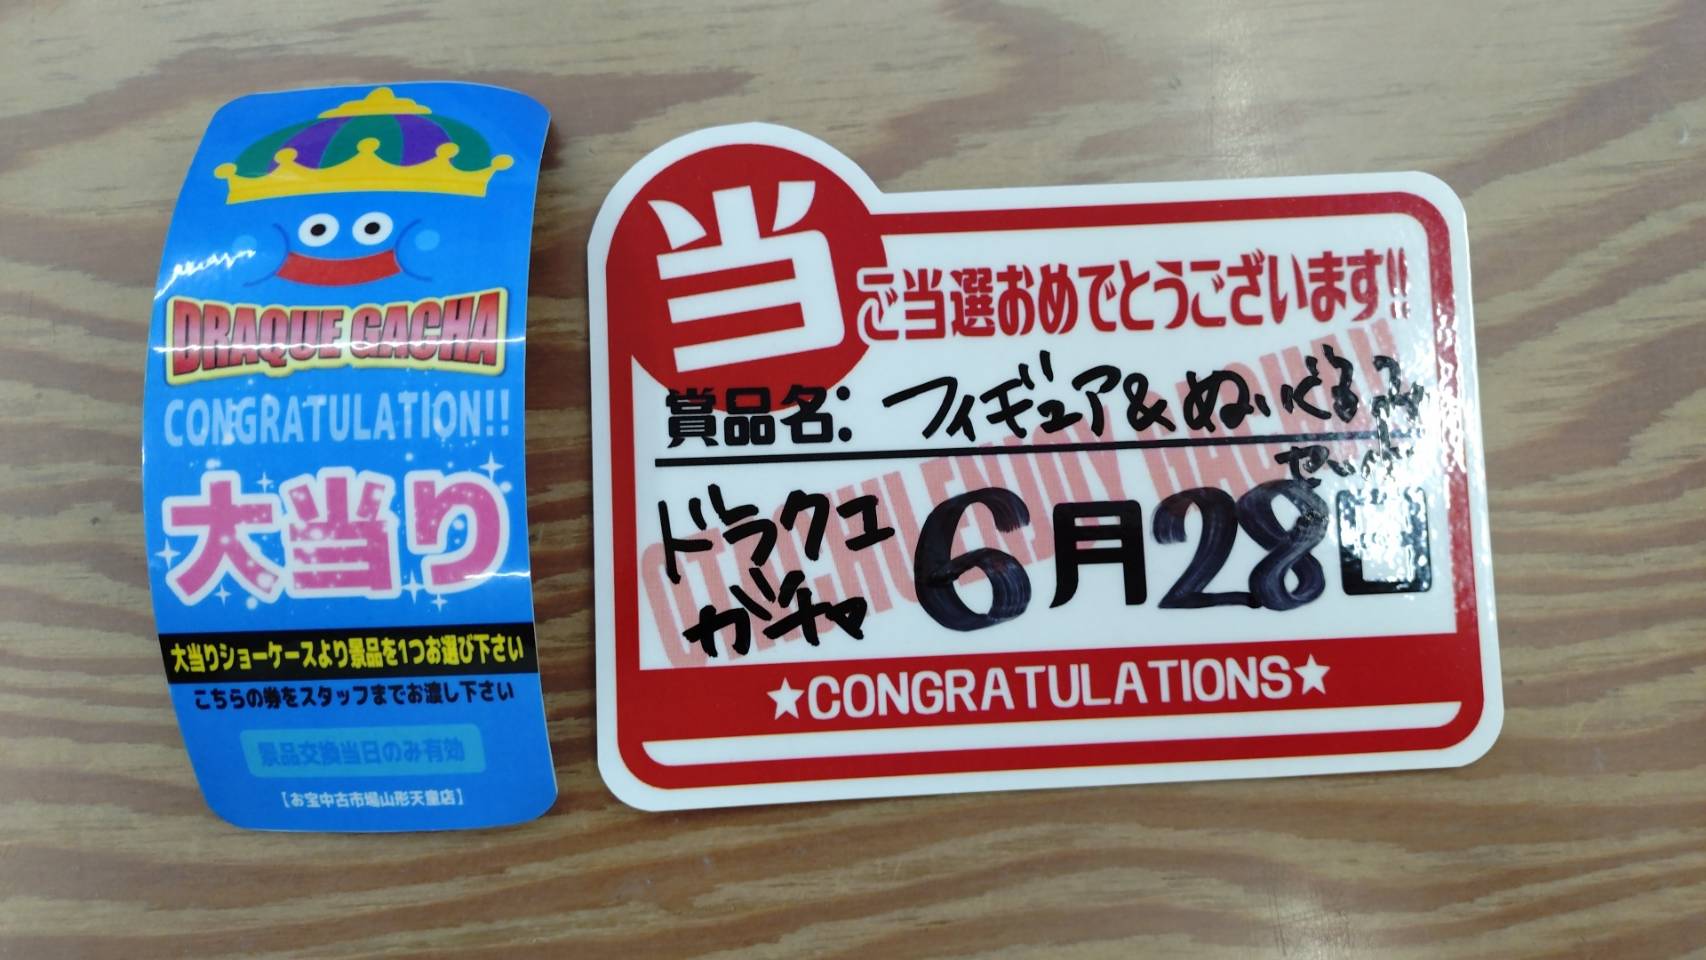 DRAQUE GACHA
CONGRATULATION!!
大当り
大当りショーケースより景品を1つお選び下さい
こちらの券をスタッフまでお渡し下さい
景品交換当日のみ有効
【お宝中古市場山形天童店】
当
ご当選おめでとうございます!!
賞品名: フィギュア&ぬいぐるみ
セット
ドラクエ
ガチャ
6月28日
★CONGRATULATIONS★